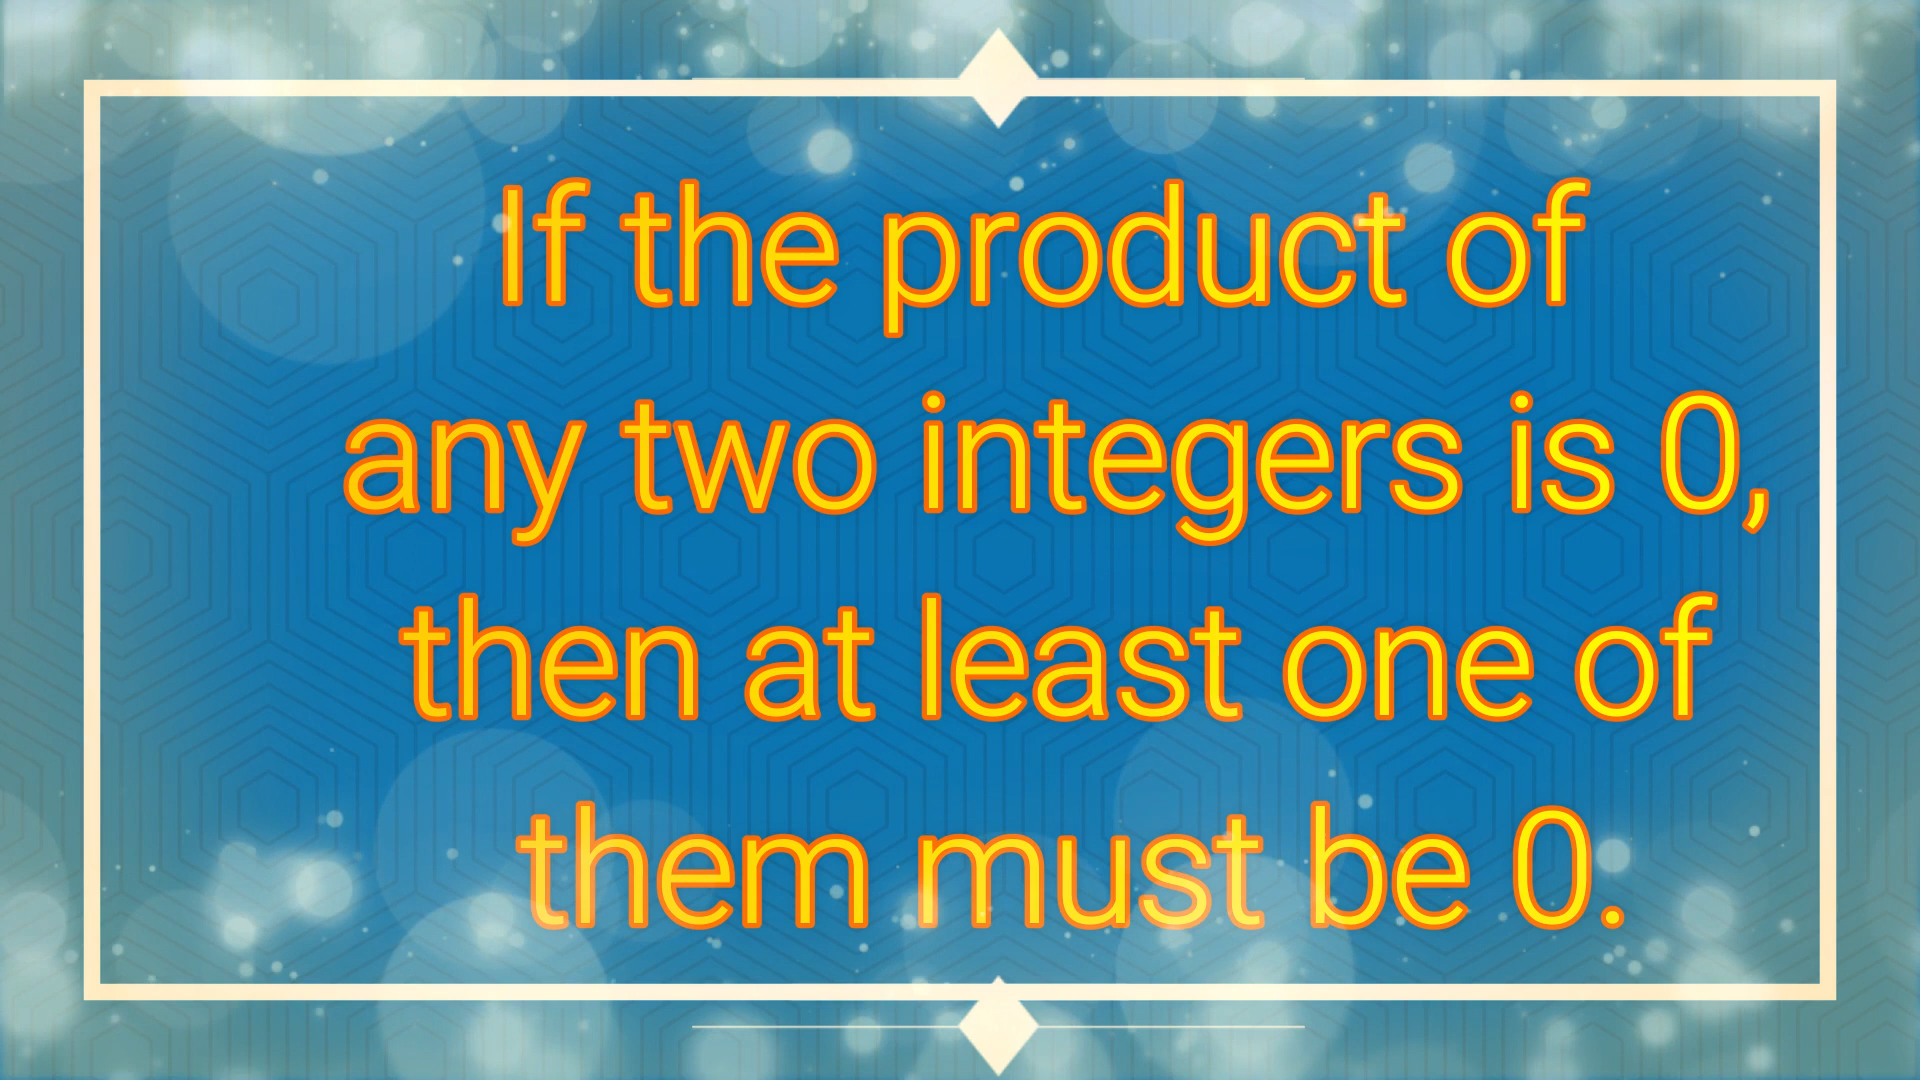 If the product of
any two integers is 0,
then at least one of
them must be 0.